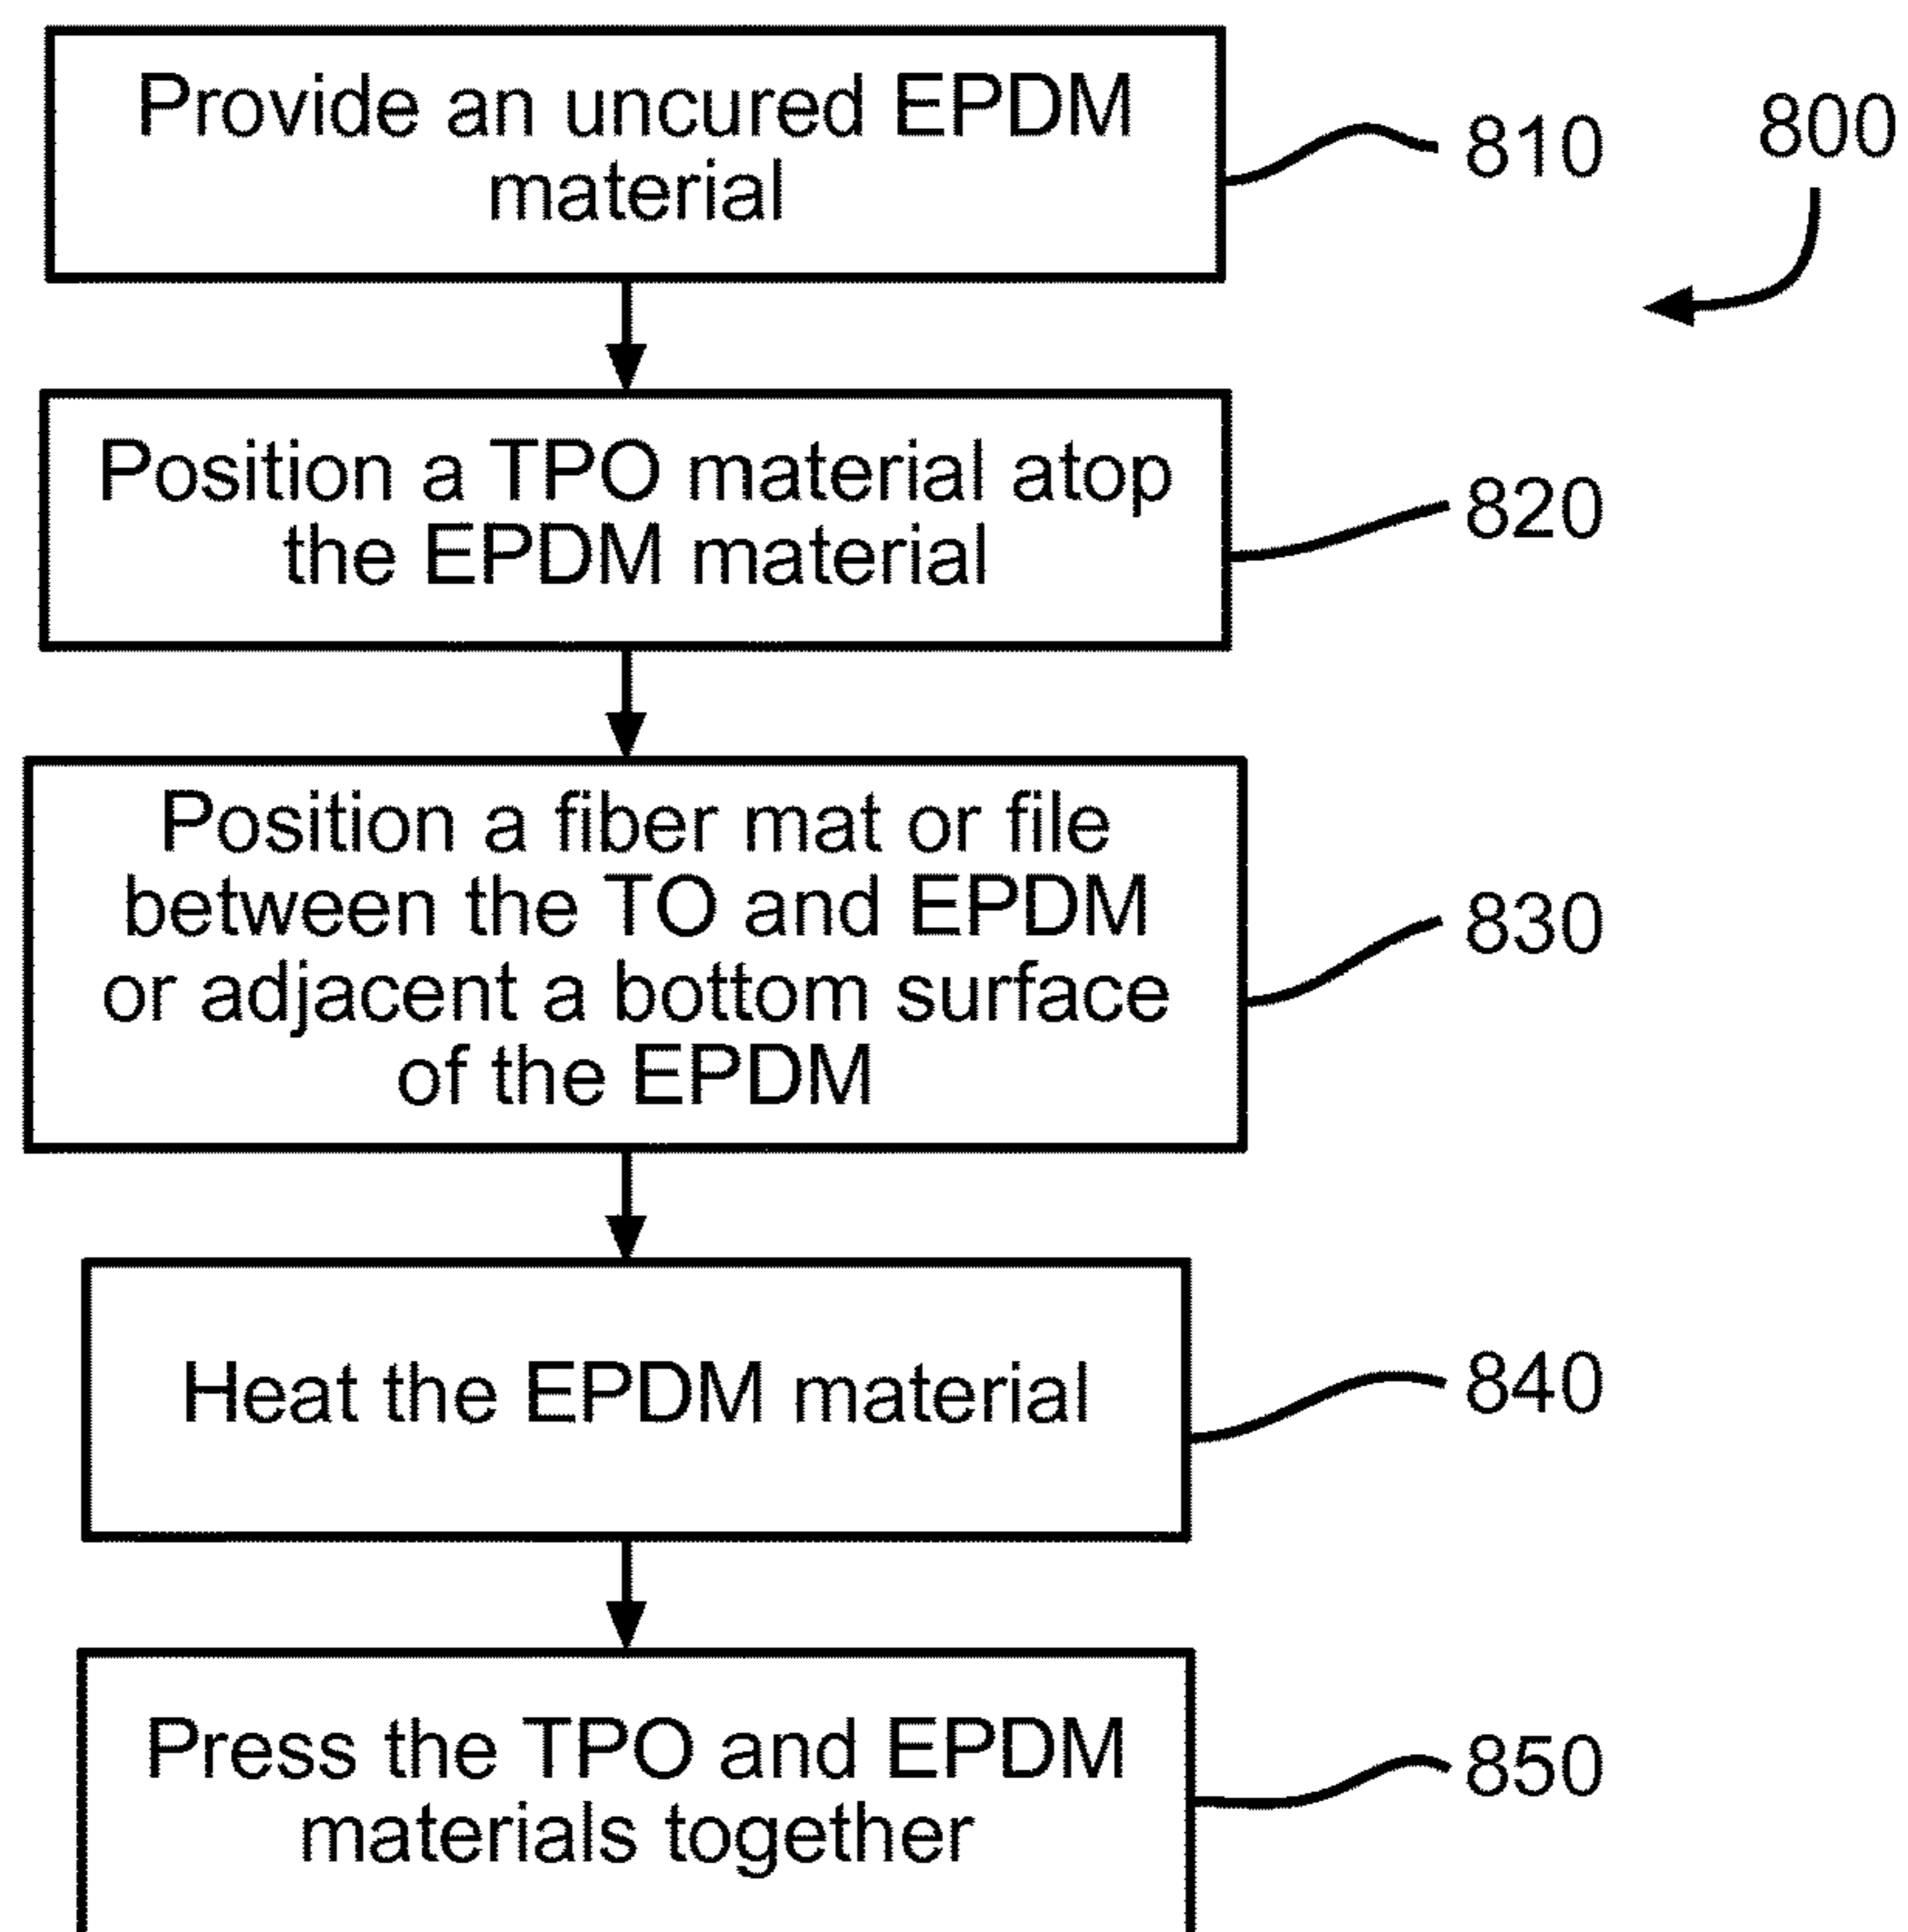 Provide an uncured EPDM
material
810
800
Position a TPO material atop
the EPDM material
820
Position a fiber mat or file
between the TO and EPDM
or adjacent a bottom surface
of the EPDM
830
Heat the EPDM material
840
Press the TPO and EPDM
materials together
850